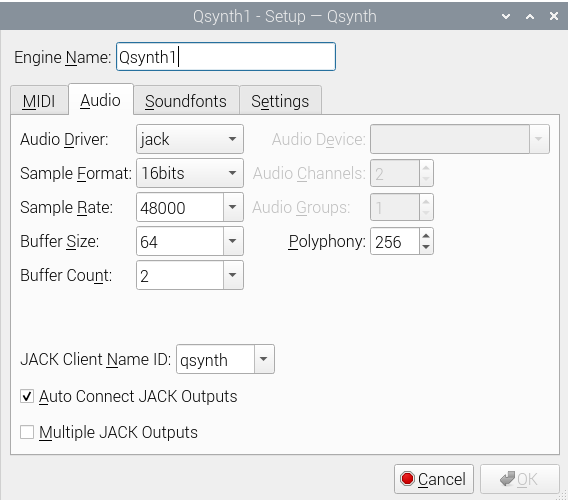 Qsynth1 - Setup — Qsynth
Engine Name: Qsynth1
MIDI Audio Soundfonts Settings
Audio Driver: jack Audio Device:
Sample Format: 16bits Audio Channels: 2
Sample Rate: 48000 Audio Groups: 1
Buffer Size: 64 Polyphony: 256
Buffer Count: 2
JACK Client Name ID: qsynth
Auto Connect JACK Outputs
Multiple JACK Outputs
Cancel OK